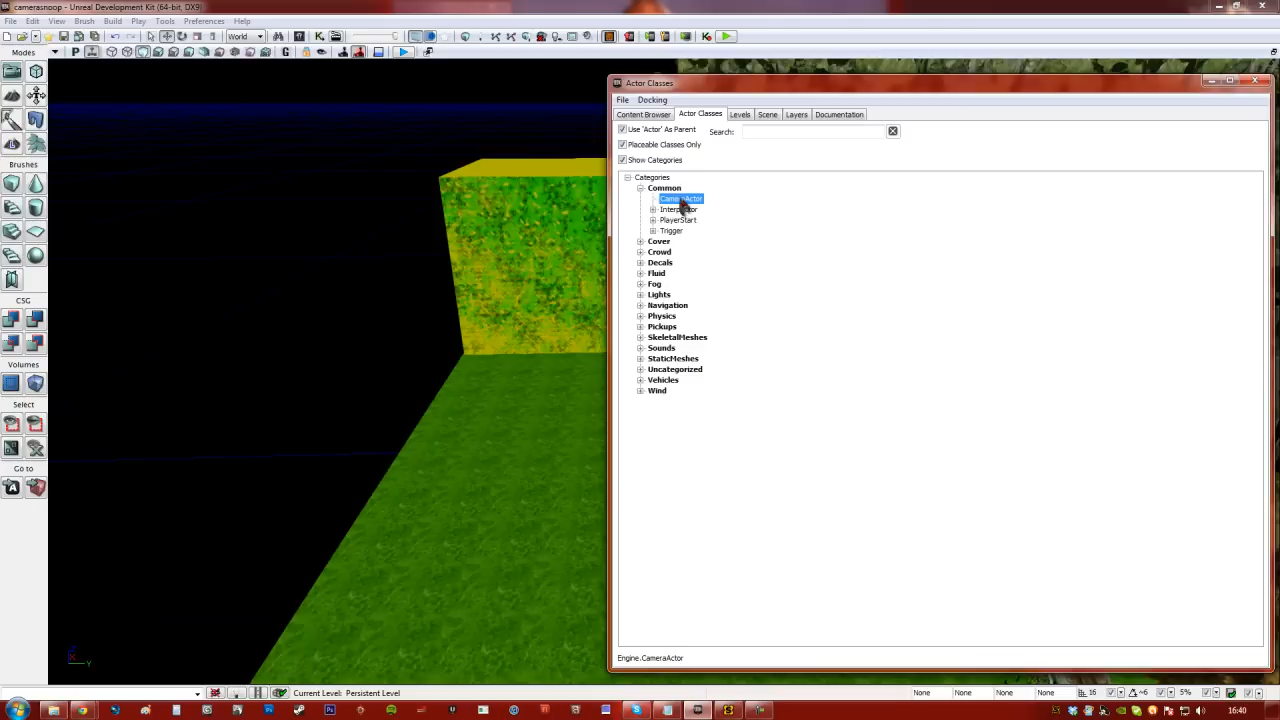 camerasnoop - Unreal Development Kit (64-bit, DX9)
File Edit View Brush Build Play Tools Preferences Help
World
Modes
P G
Brushes
CSG
Volumes
Select
Go to
Actor Classes
File Docking
Content Browser Actor Classes Levels Scene Layers Documentation
Use 'Actor' As Parent Search:
Placeable Classes Only
Show Categories
Categories
Common
CameraActor
PlayerStart
Trigger
Cover
Crowd
Decals
Fluid
Fog
Lights
Navigation
Physics
Pickups
SkeletalMeshes
Sounds
StaticMeshes
Uncategorized
Vehicles
Wind
Engine.CameraActor
Y
Current Level: Persistent Level None None None None 16 5%
16:40